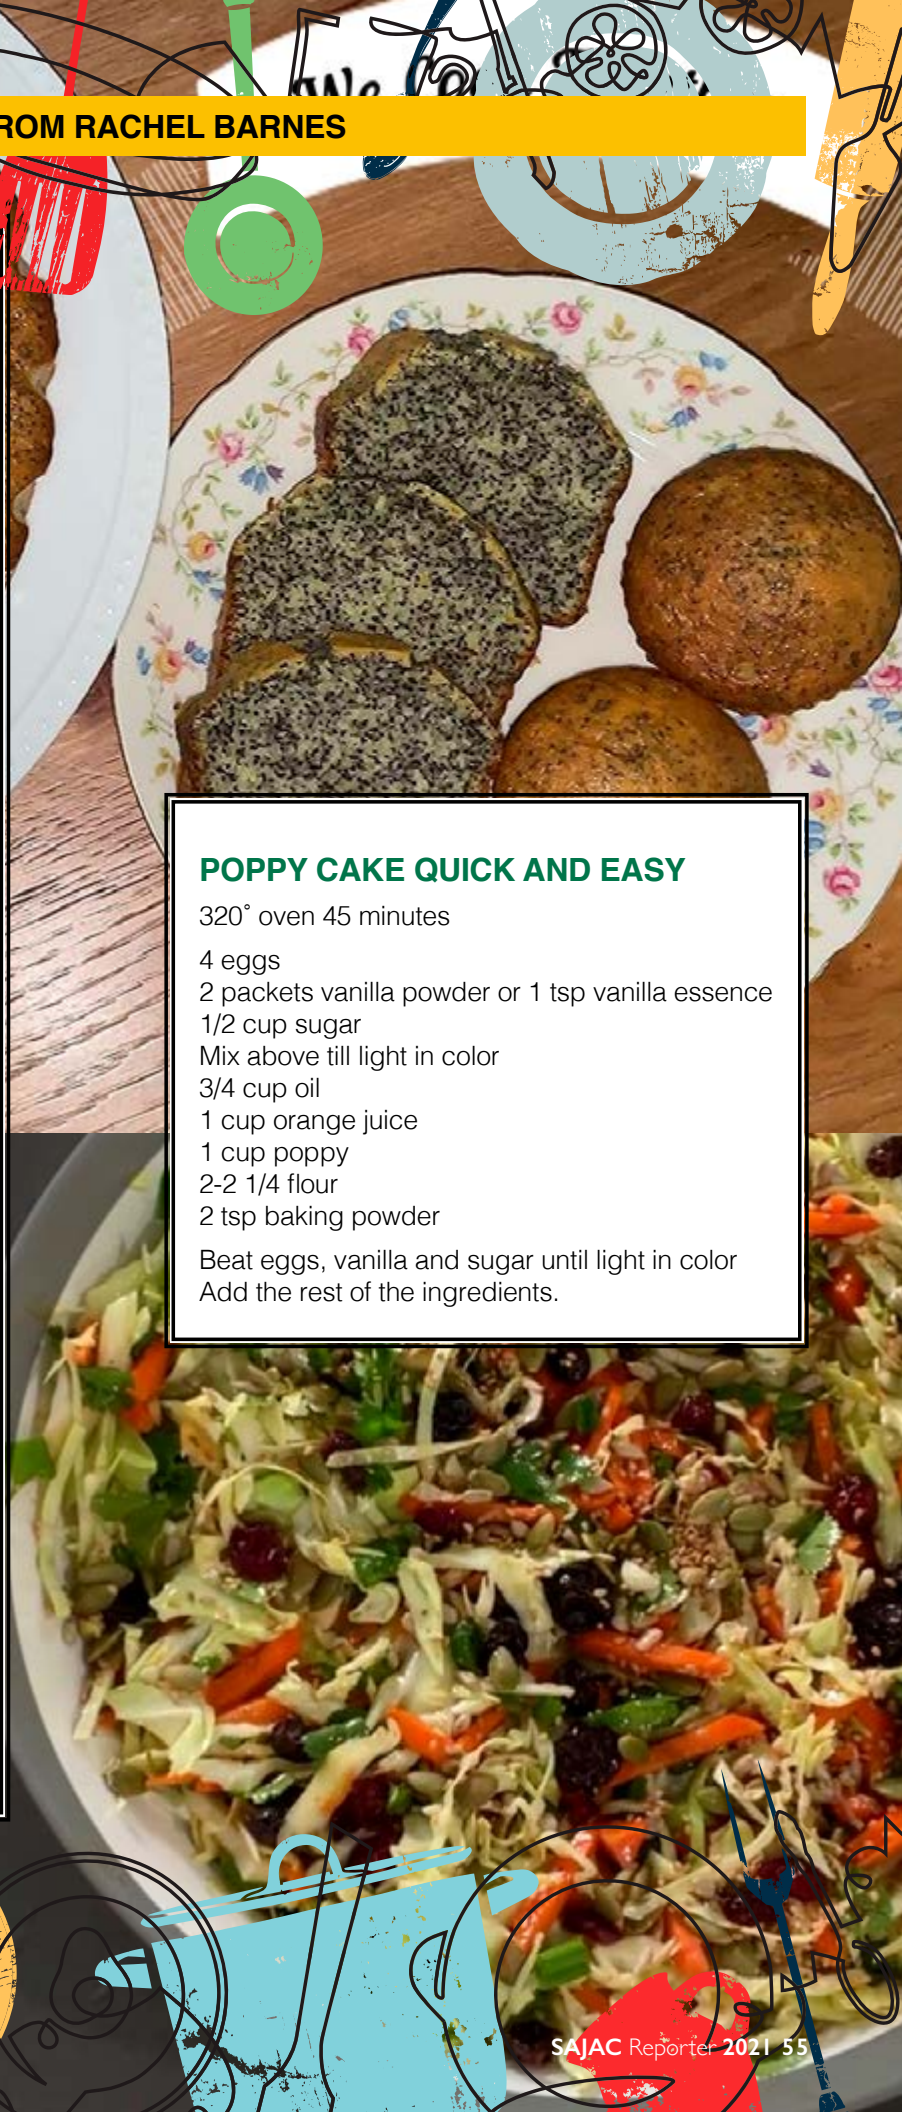 We
ROM RACHEL BARNES
POPPY CAKE QUICK AND EASY
320˚ oven 45 minutes
4 eggs
2 packets vanilla powder or 1 tsp vanilla essence
1/2 cup sugar
Mix above till light in color
3/4 cup oil
1 cup orange juice
1 cup poppy
2-2 1/4 flour
2 tsp baking powder
Beat eggs, vanilla and sugar until light in color
Add the rest of the ingredients.
SAJAC Reporter 2021 55